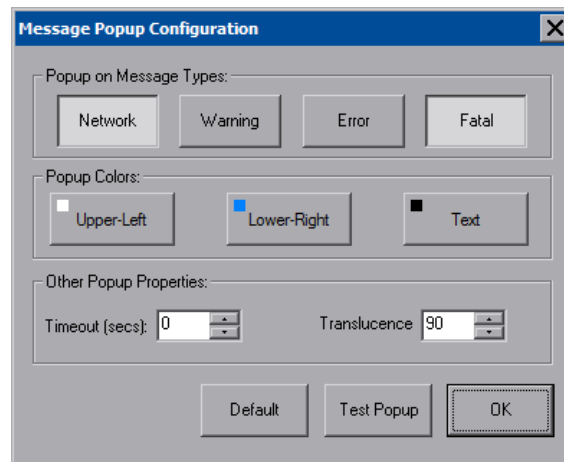 Message Popup Configuration
Popup on Message Types:
Network Warning Error Fatal
Popup Colors:
Upper-Left Lower-Right Text
Other Popup Properties:
Timeout (secs): 0 Translucence 90
Default Test Popup OK